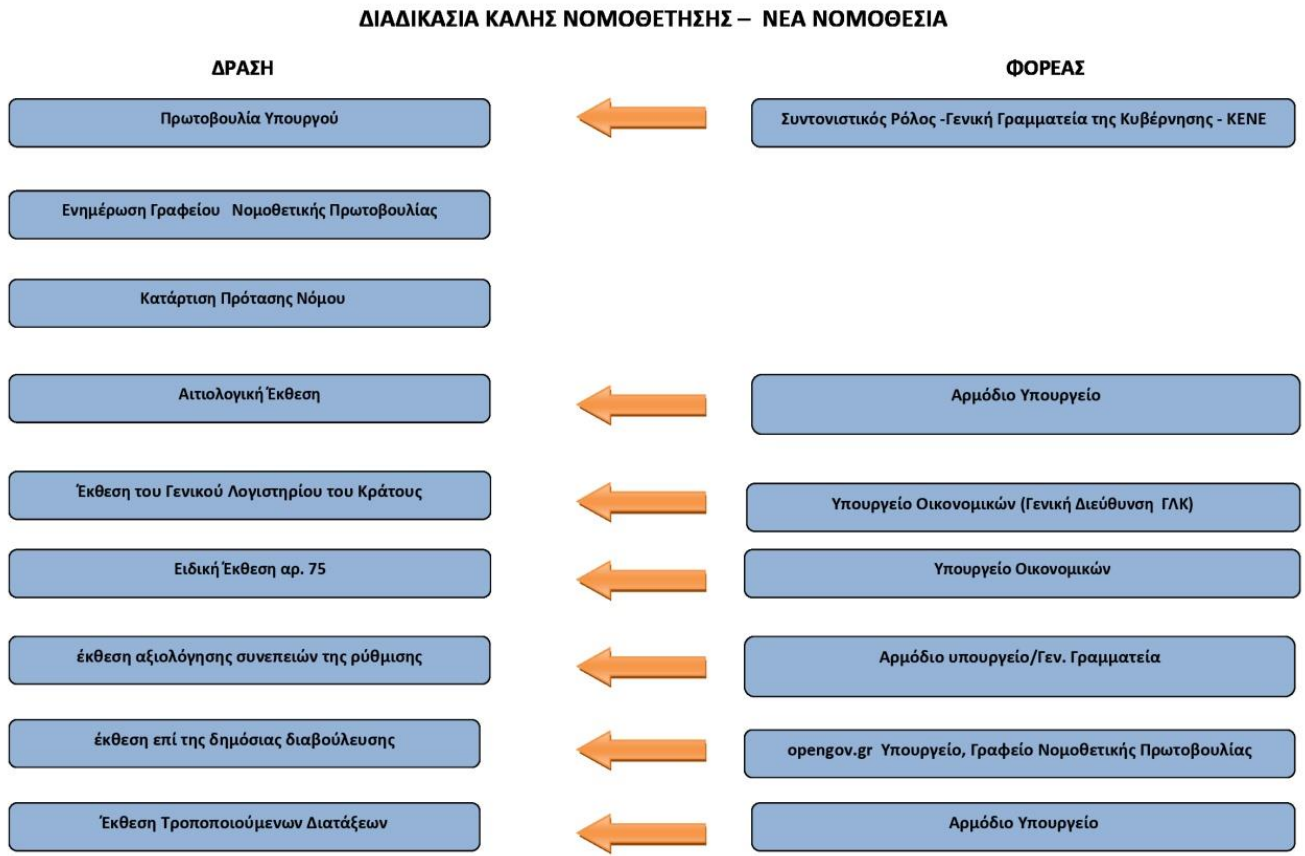 ΔΙΑΔΙΚΑΣΙΑ ΚΑΛΗΣ ΝΟΜΟΘΕΤΗΣΗΣ – ΝΕΑ ΝΟΜΟΘΕΣΙΑ
ΔΡΑΣΗ
ΦΟΡΕΑΣ
Πρωτοβουλία Υπουργού
Συντονιστικός Ρόλος -Γενική Γραμματεία της Κυβέρνησης - ΚΕΝΕ
Ενημέρωση Γραφείου Νομοθετικής Πρωτοβουλίας
Κατάρτιση Πρότασης Νόμου
Αιτιολογική Έκθεση
Αρμόδιο Υπουργείο
Έκθεση του Γενικού Λογιστηρίου του Κράτους
Υπουργείο Οικονομικών (Γενική Διεύθυνση ΓΛΚ)
Ειδική Έκθεση αρ. 75
Υπουργείο Οικονομικών
έκθεση αξιολόγησης συνεπειών της ρύθμισης
Αρμόδιο υπουργείο/Γεν. Γραμματεία
έκθεση επί της δημόσιας διαβούλευσης
opengov.gr Υπουργείο, Γραφείο Νομοθετικής Πρωτοβουλίας
Έκθεση Τροποποιούμενων Διατάξεων
Αρμόδιο Υπουργείο